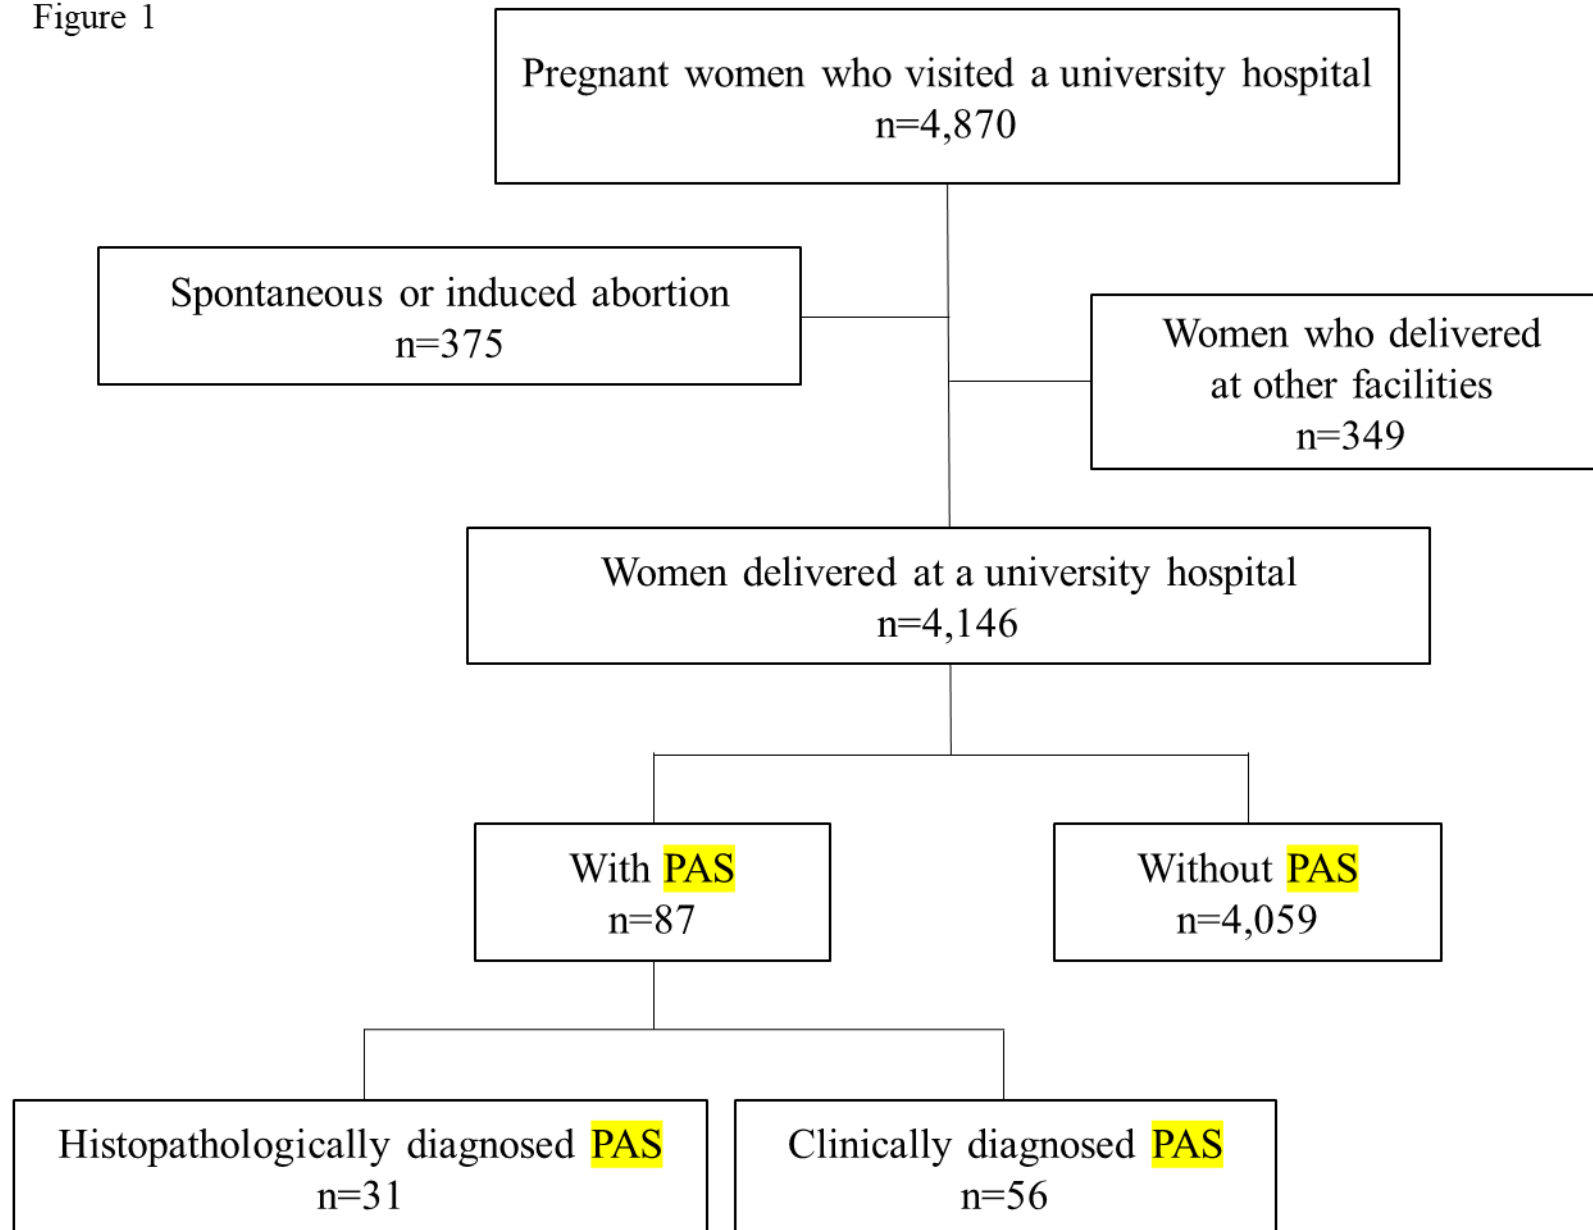 Figure 1
Pregnant women who visited a university hospital
n=4,870
Spontaneous or induced abortion
n=375
Women who delivered
at other facilities
n=349
Women delivered at a university hospital
n=4,146
With PAS
n=87
Without PAS
n=4,059
Histopathologically diagnosed PAS
n=31
Clinically diagnosed PAS
n=56